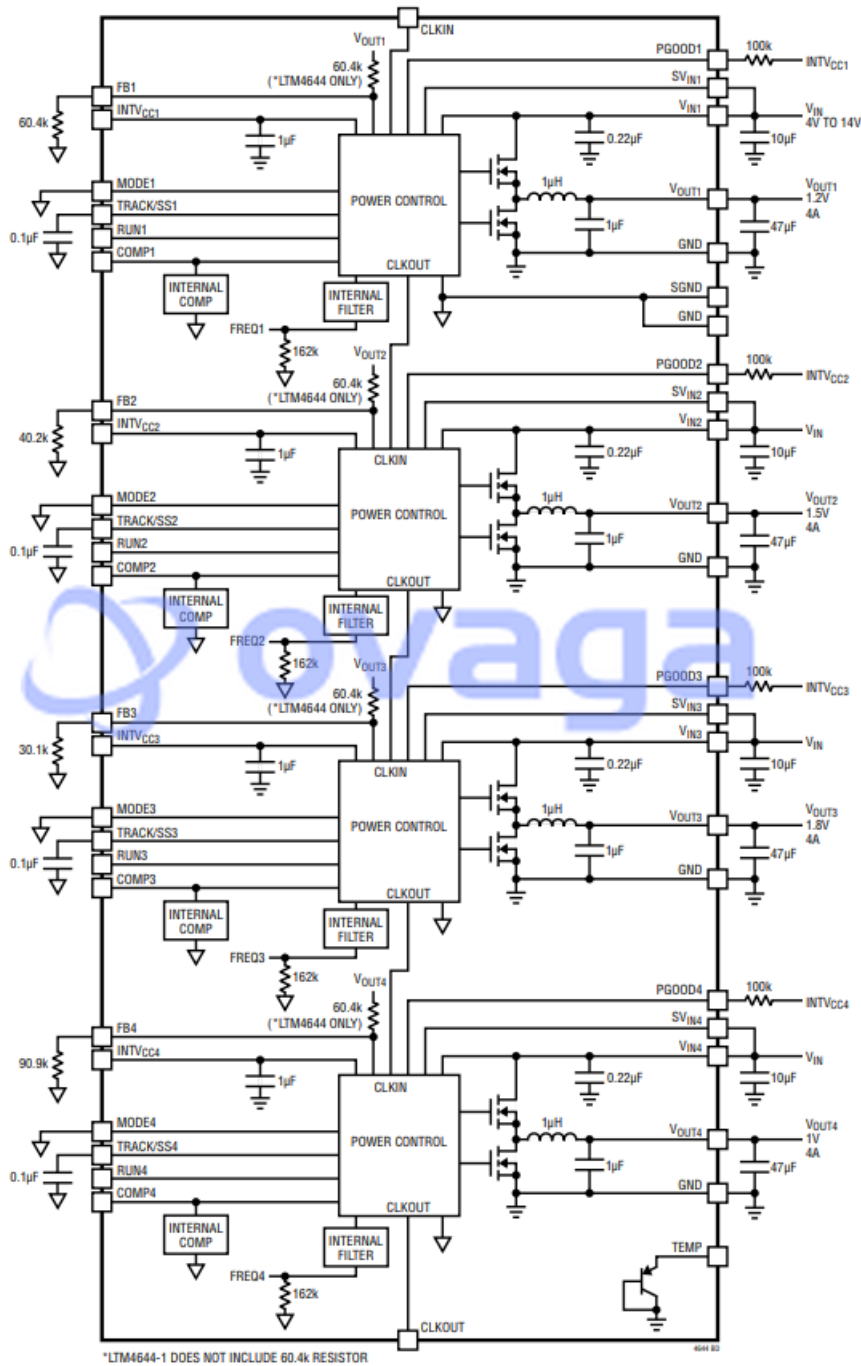 CLKIN
VOUT1
60.4k
(*LTM4644 ONLY)
PGOOD1
100k
INTVCC1
FB1
SVIN1
INTVCC1
VIN1
VIN
4V TO 14V
60.4k
1µF
0.22µF
10µF
POWER CONTROL
1µH
MODE1
VOUT1
VOUT1
1.2V
4A
TRACK/SS1
0.1µF
RUN1
1µF
47µF
COMP1
GND
CLKOUT
INTERNAL
COMP
INTERNAL
FILTER
SGND
FREQ1
GND
162k
VOUT2
60.4k
(*LTM4644 ONLY)
PGOOD2
100k
INTVCC2
FB2
SVIN2
INTVCC2
VIN2
VIN
40.2k
1µF
CLKIN
0.22µF
10µF
POWER CONTROL
1µH
MODE2
VOUT2
VOUT2
1.5V
4A
TRACK/SS2
0.1µF
RUN2
1µF
47µF
COMP2
GND
CLKOUT
INTERNAL
COMP
INTERNAL
FILTER
FREQ2
162k
ovaga
VOUT3
60.4k
(*LTM4644 ONLY)
PGOOD3
100k
INTVCC3
FB3
SVIN3
INTVCC3
VIN3
VIN
30.1k
1µF
CLKIN
0.22µF
10µF
POWER CONTROL
1µH
MODE3
VOUT3
VOUT3
1.8V
4A
TRACK/SS3
0.1µF
RUN3
1µF
47µF
COMP3
GND
CLKOUT
INTERNAL
COMP
INTERNAL
FILTER
FREQ3
162k
VOUT4
60.4k
(*LTM4644 ONLY)
PGOOD4
100k
INTVCC4
FB4
SVIN4
INTVCC4
VIN4
VIN
90.9k
1µF
CLKIN
0.22µF
10µF
POWER CONTROL
1µH
MODE4
VOUT4
VOUT4
1V
4A
TRACK/SS4
0.1µF
RUN4
1µF
47µF
COMP4
GND
CLKOUT
INTERNAL
COMP
INTERNAL
FILTER
TEMP
FREQ4
162k
CLKOUT
4644 BD
*LTM4644-1 DOES NOT INCLUDE 60.4k RESISTOR